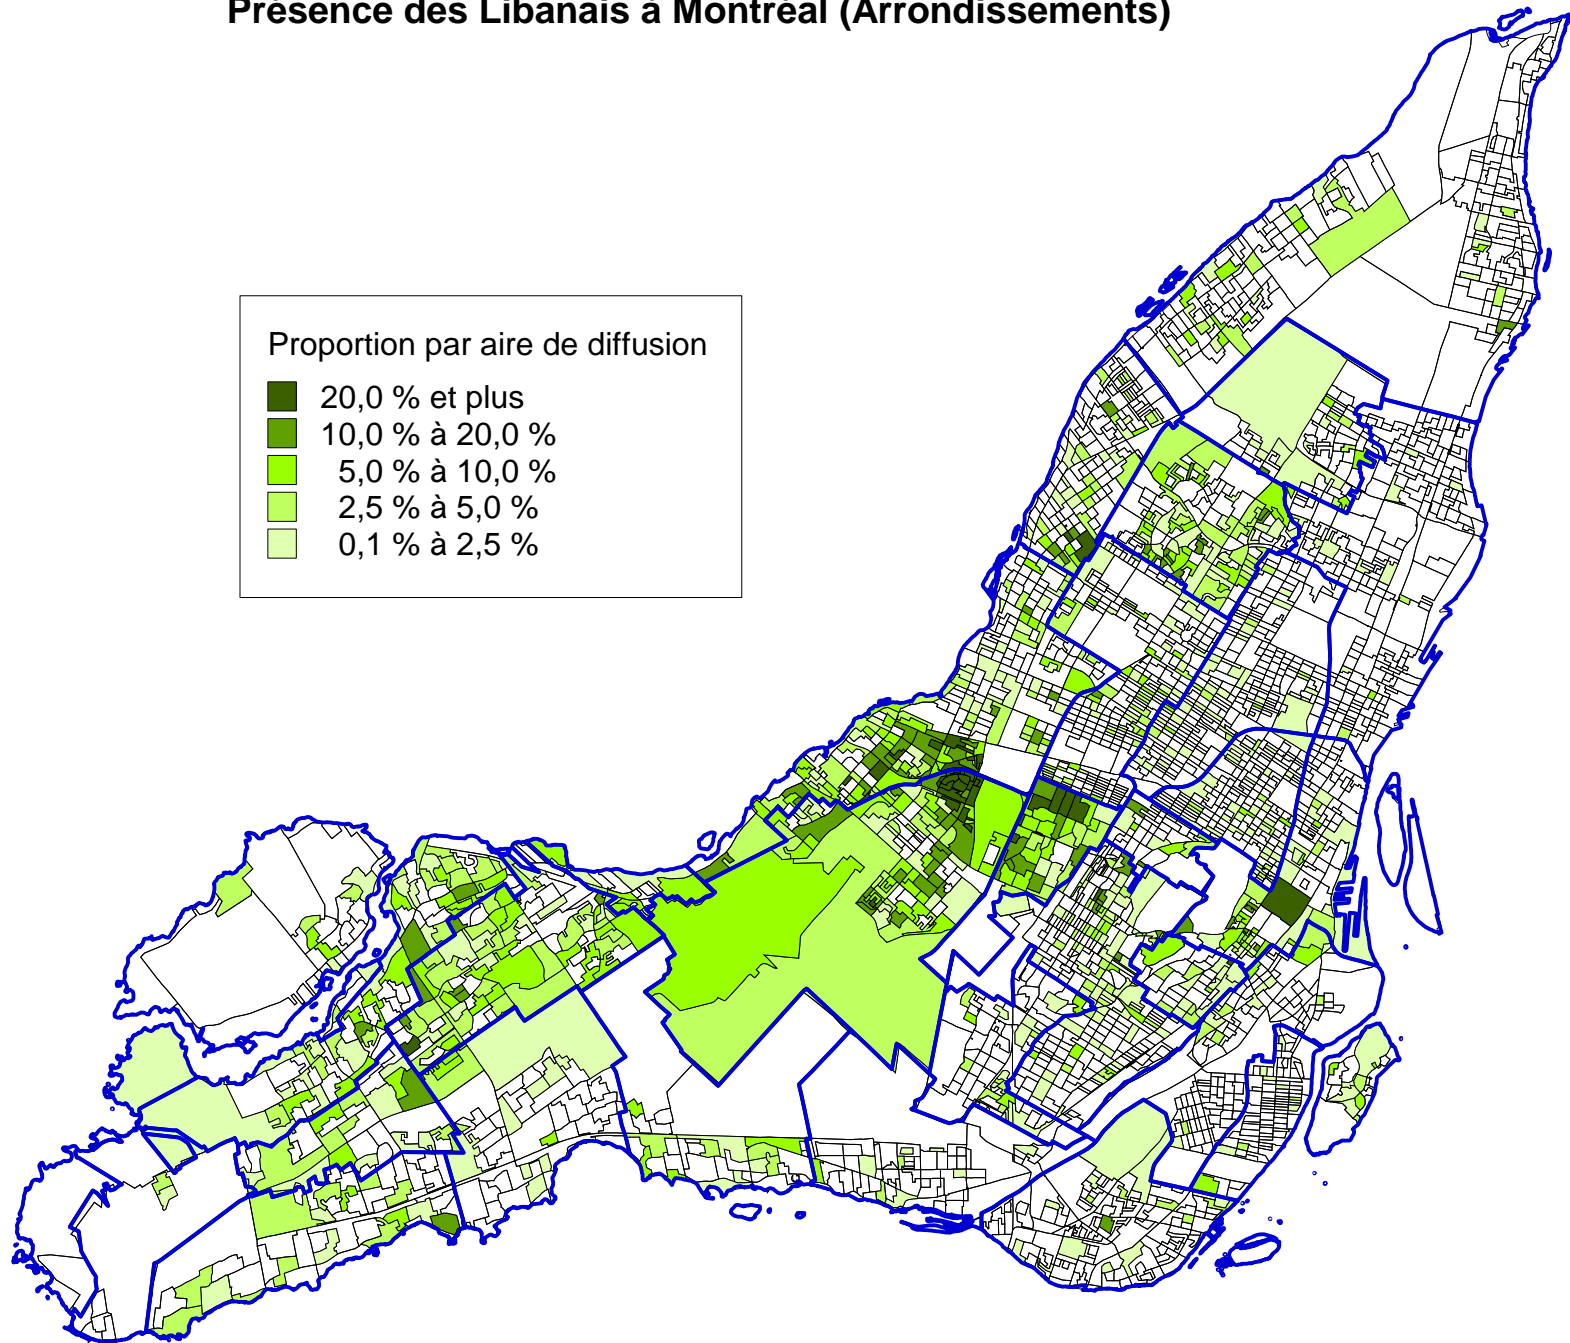 Présence des Libanais à Montréal (Arrondissements)
Proportion par aire de diffusion
20,0 % et plus
10,0 % à 20,0 %
5,0 % à 10,0 %
2,5 % à 5,0 %
0,1 % à 2,5 %